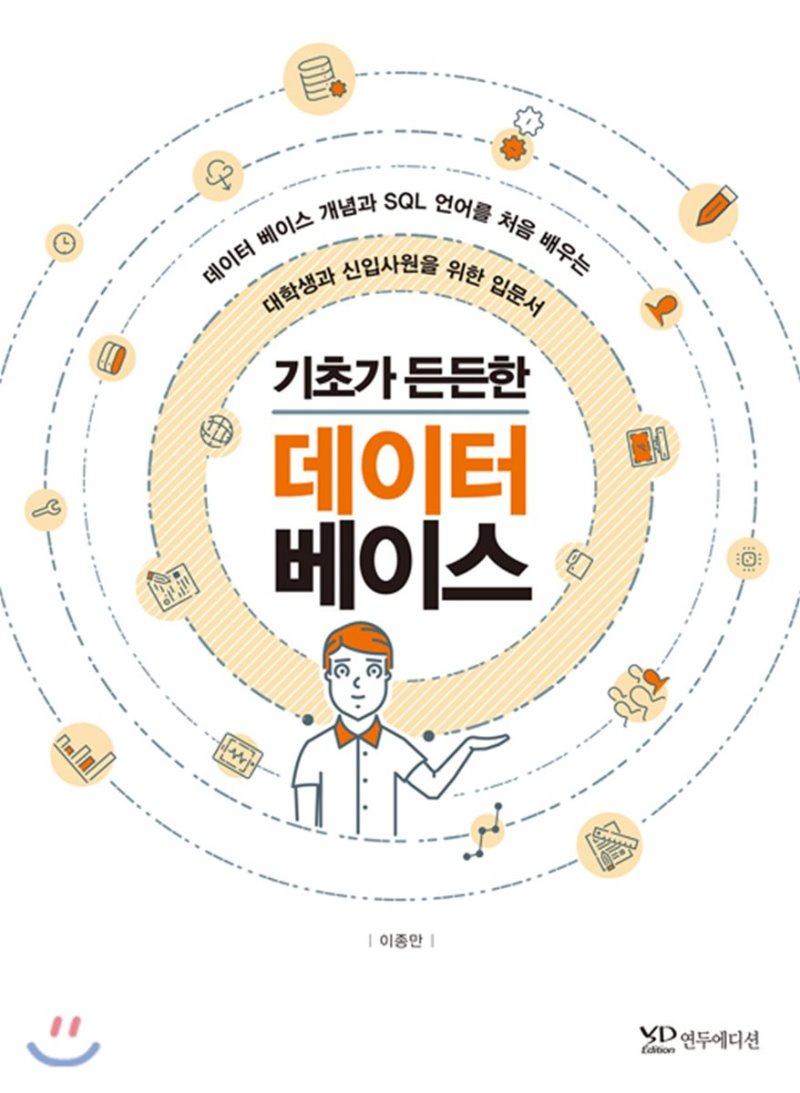 데이터 베이스 개념과 SQL 언어를 처음 배우는
대학생과 신입사원을 위한 입문서
기초가 든든한
데이터
베이스
| 이종만 |
YD Edition 연두에디션